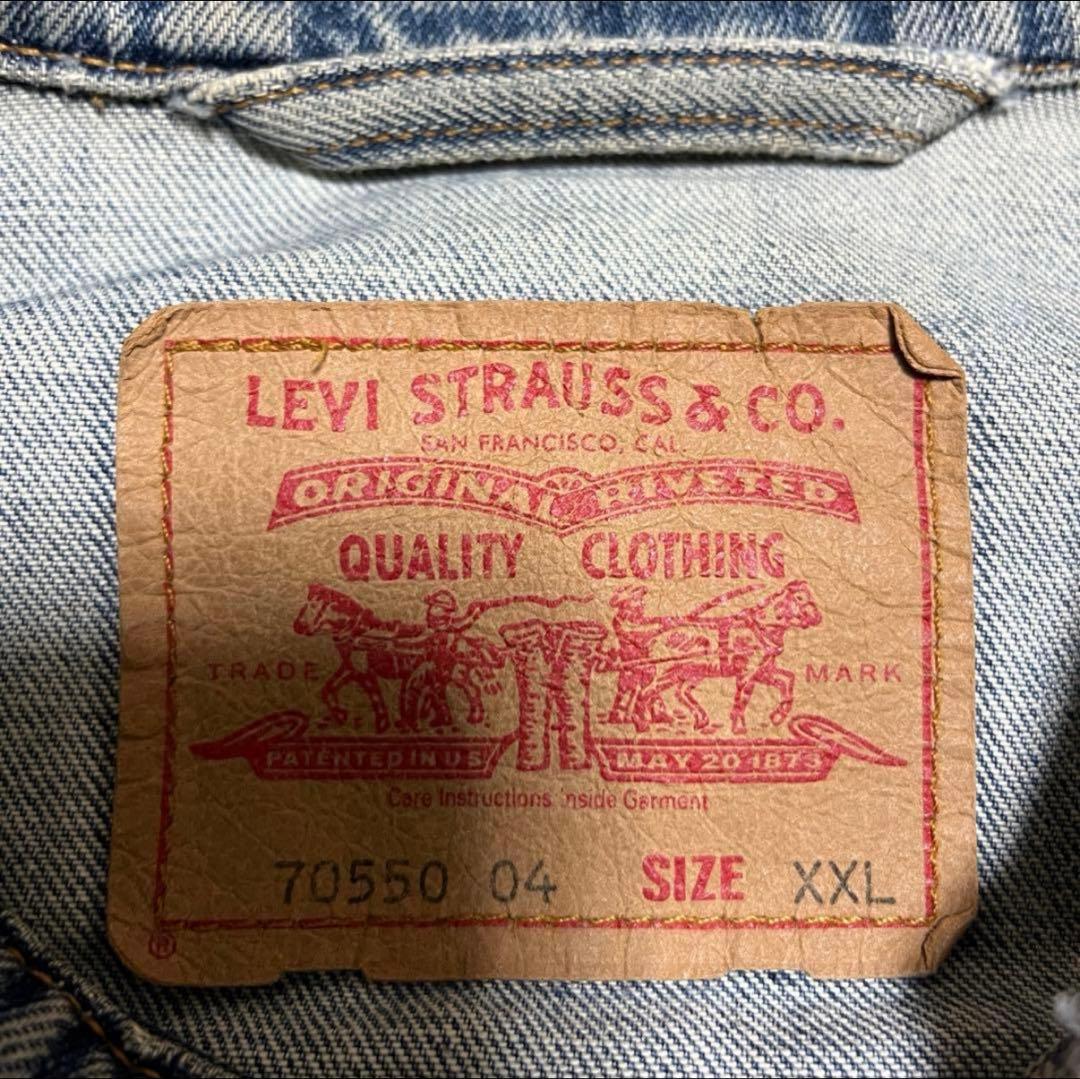 LEVI STRAUSS & CO.
SAN FRANCISCO, CAL.
ORIGINAL RIVETED
QUALITY CLOTHING
TRADE MARK
PATENTED IN U S MAY 20 1873
Care Instructions inside Garment
70550 04 SIZE XXL
®